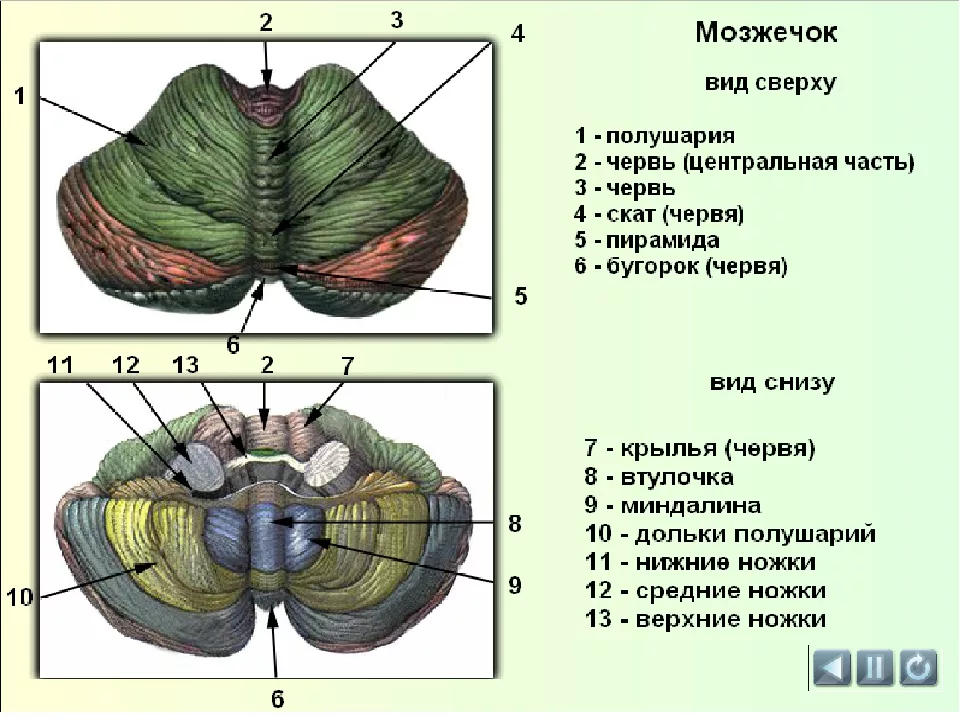 2
3
4
Мозжечок
вид сверху
1
1 - полушария
2 - червь (центральная часть)
3 - червь
4 - скат (червя)
5 - пирамида
6 - бугорок (червя)
5
6
11
12
13
2
7
вид снизу
7 - крылья (червя)
8 - втулочка
9 - миндалина
10 - дольки полушарий
11 - нижние ножки
12 - средние ножки
13 - верхние ножки
8
9
10
6